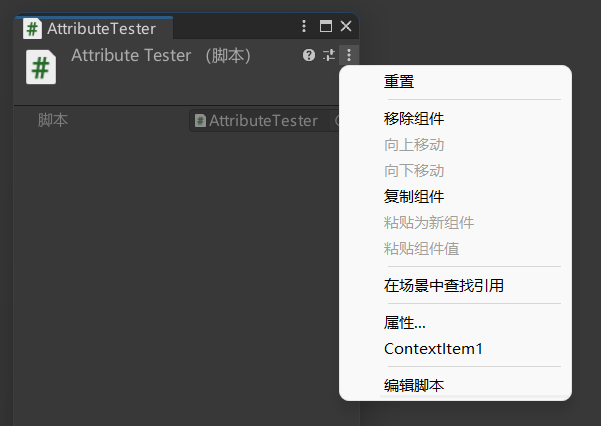 AttributeTester
Attribute Tester （脚本）
脚本
AttributeTester
重置
移除组件
向上移动
向下移动
复制组件
粘贴为新组件
粘贴组件值
在场景中查找引用
属性...
ContextItem1
编辑脚本